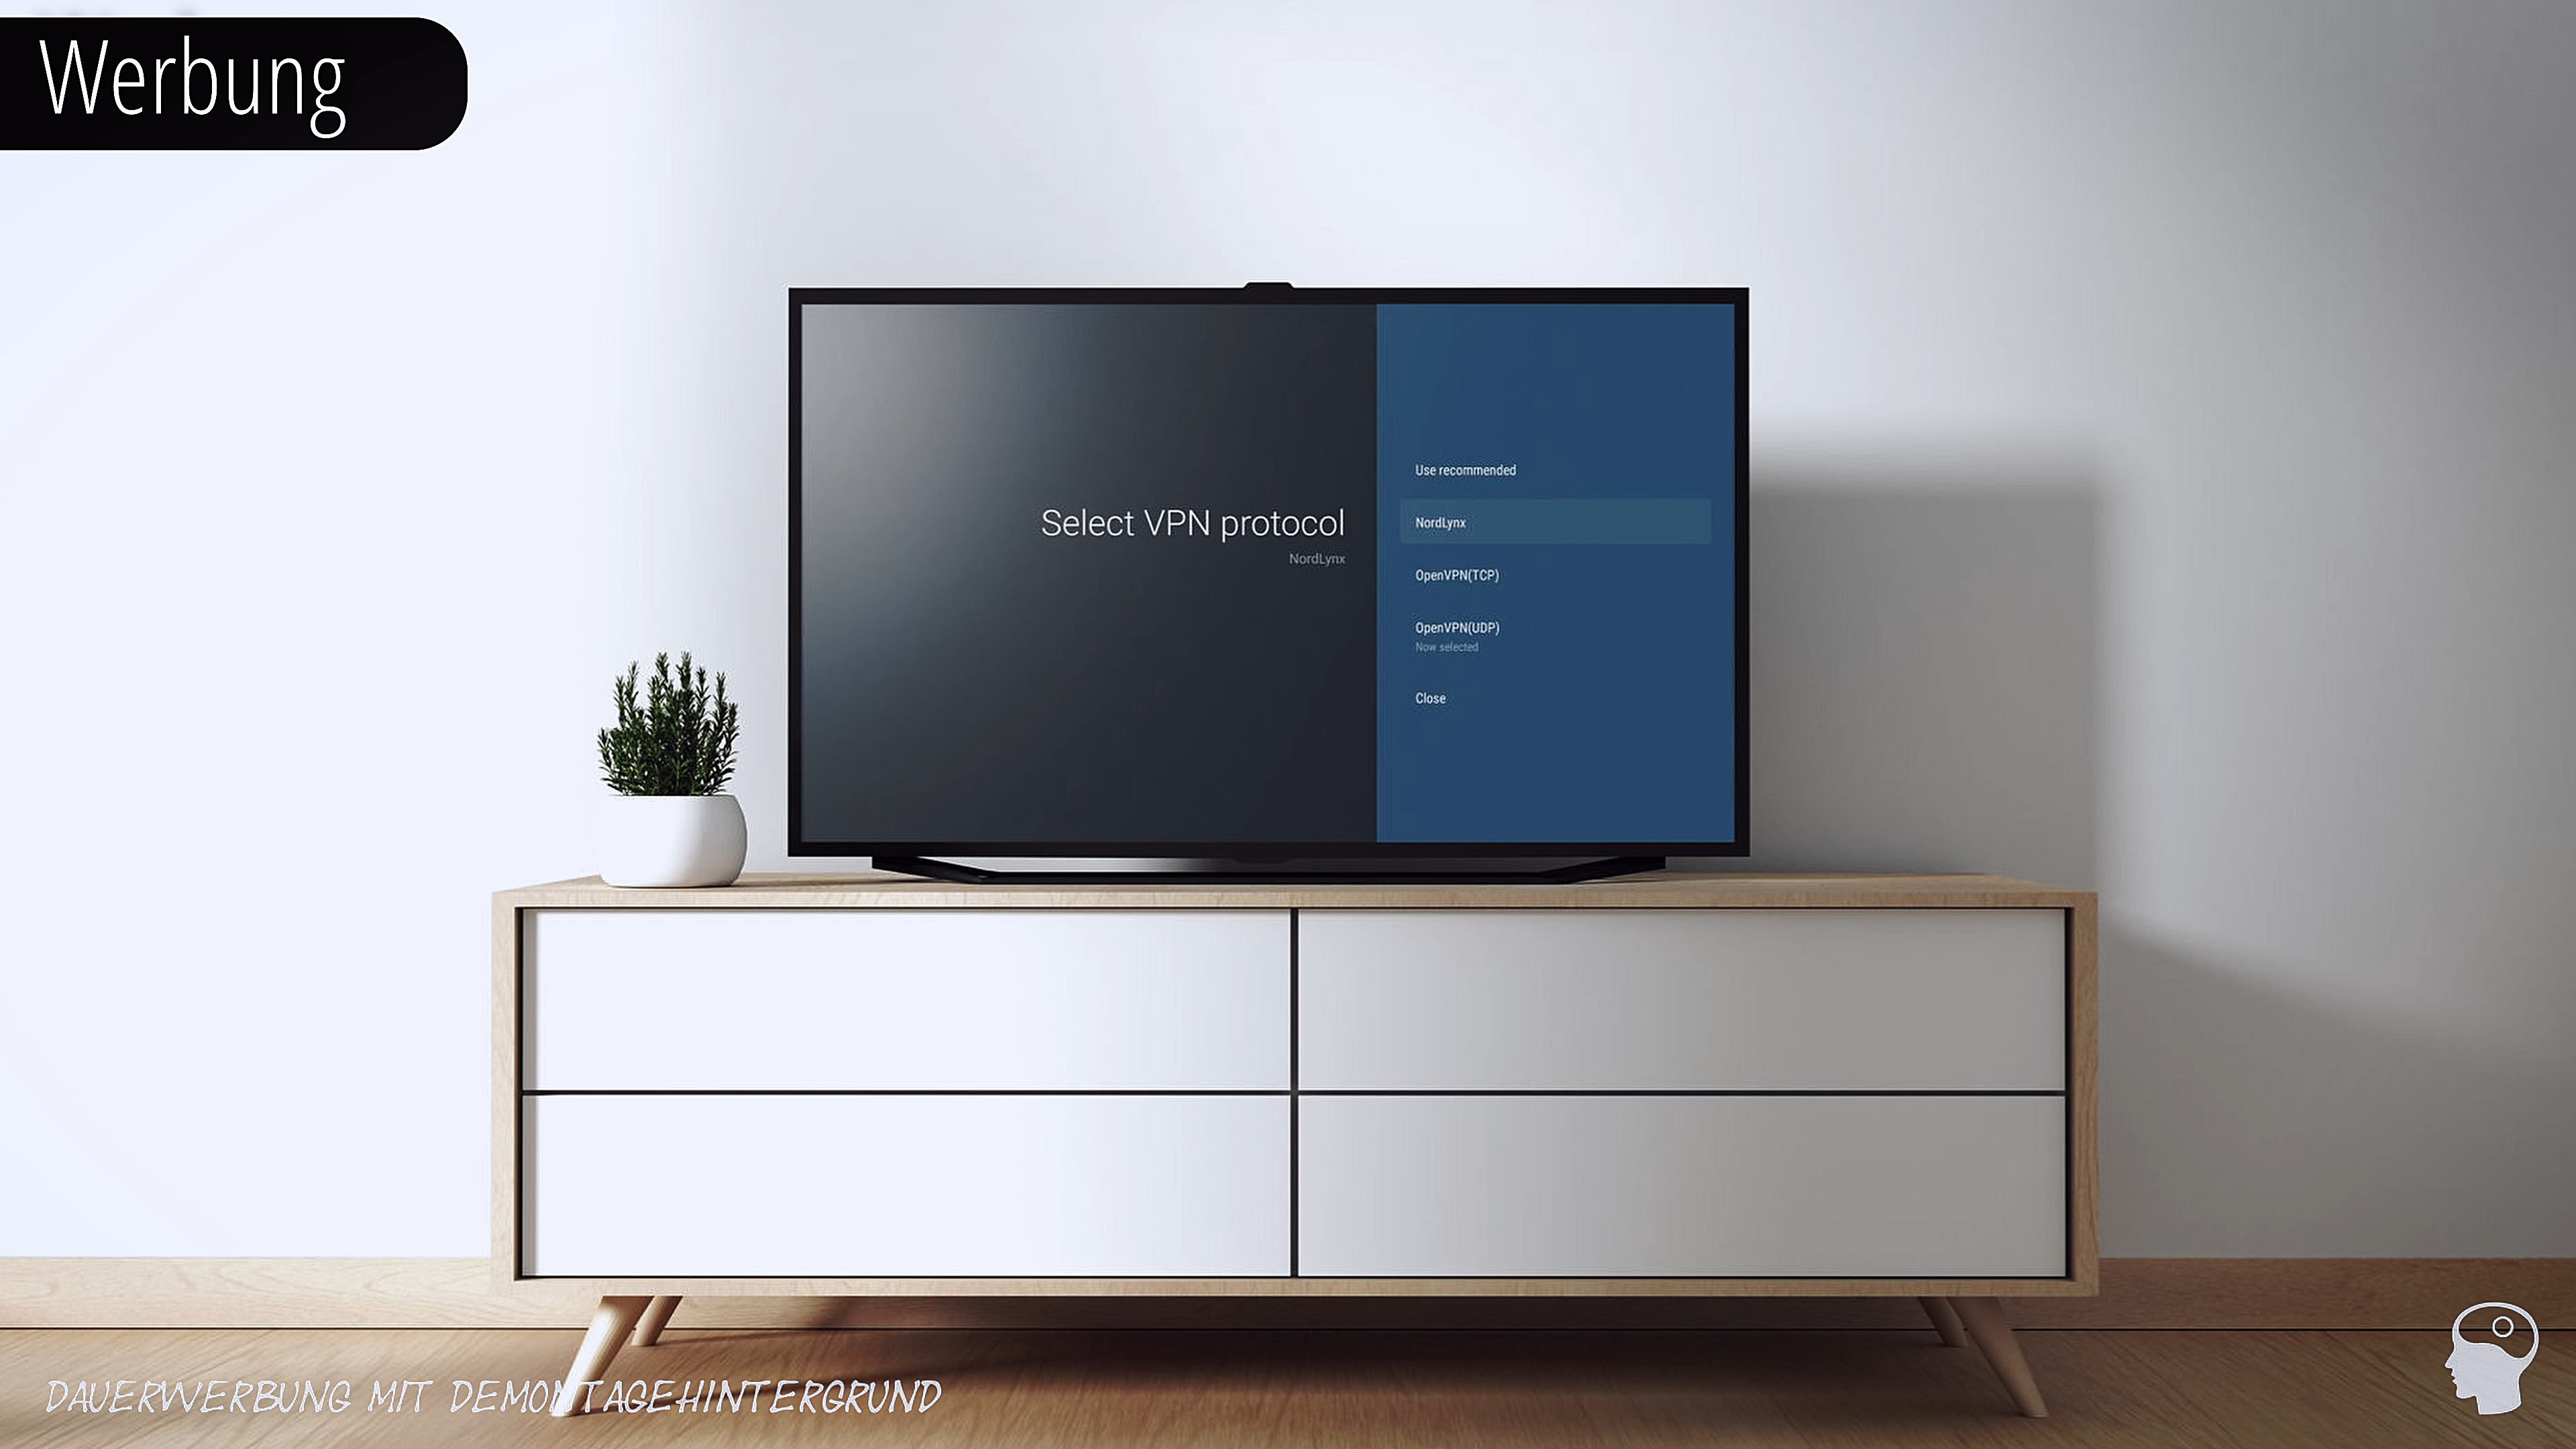 Werbung
Select VPN protocol
NordLynx
Use recommended
NordLynx
OpenVPN(TCP)
OpenVPN(UDP)
Now selected
Close
DAUERWERBUNG MIT DEMONTAGEHINTERGRUND